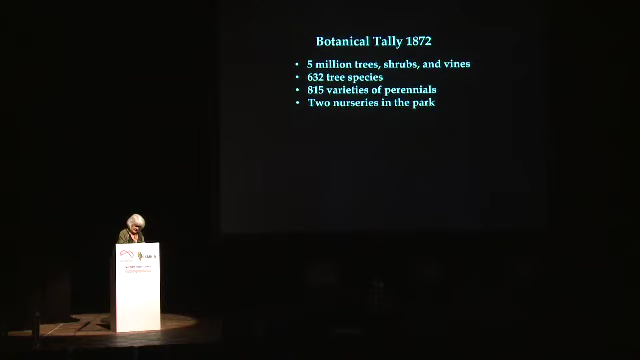 Botanical Tally 1872
• 5 million trees, shrubs, and vines
• 632 tree species
• 815 varieties of perennials
• Two nurseries in the park